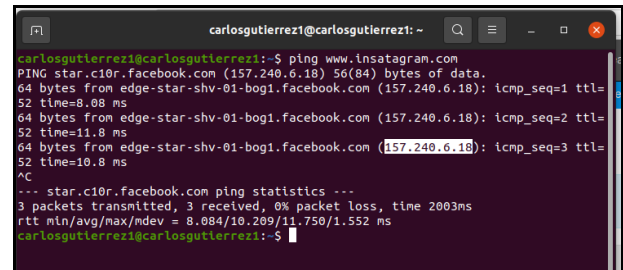 carlosgutierrez1@carlosgutierrez1: ~
carlosgutierrez1@carlosgutierrez1:~$ ping www.insatagram.com
PING star.c10r.facebook.com (157.240.6.18) 56(84) bytes of data.
64 bytes from edge-star-shv-01-bog1.facebook.com (157.240.6.18): icmp_seq=1 ttl=
52 time=8.08 ms
64 bytes from edge-star-shv-01-bog1.facebook.com (157.240.6.18): icmp_seq=2 ttl=
52 time=11.8 ms
64 bytes from edge-star-shv-01-bog1.facebook.com (157.240.6.18): icmp_seq=3 ttl=
52 time=10.8 ms
^C
--- star.c10r.facebook.com ping statistics ---
3 packets transmitted, 3 received, 0% packet loss, time 2003ms
rtt min/avg/max/mdev = 8.084/10.209/11.750/1.552 ms
carlosgutierrez1@carlosgutierrez1:~$